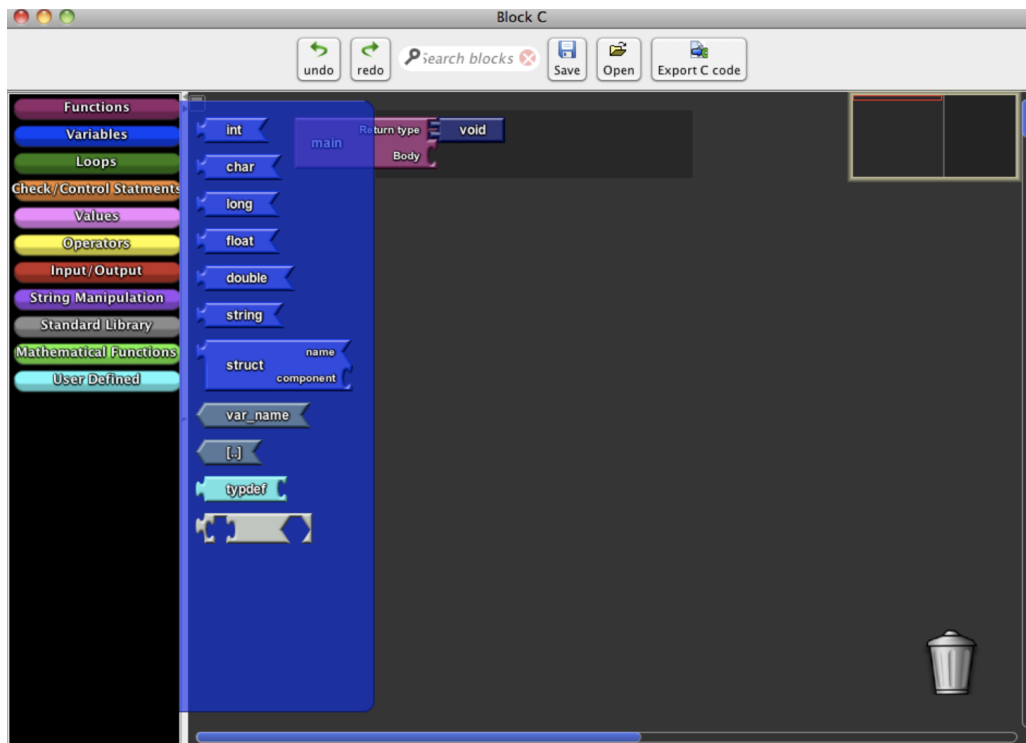 Block C
undo
redo
Search blocks
Save
Open
Export C code
Functions
Variables
Loops
Check/Control Statments
Values
Operators
Input/Output
String Manipulation
Standard Library
Mathematical Functions
User Defined
int
char
long
float
double
string
struct
name
component
var_name
[..]
typdef
main
Return type
void
Body